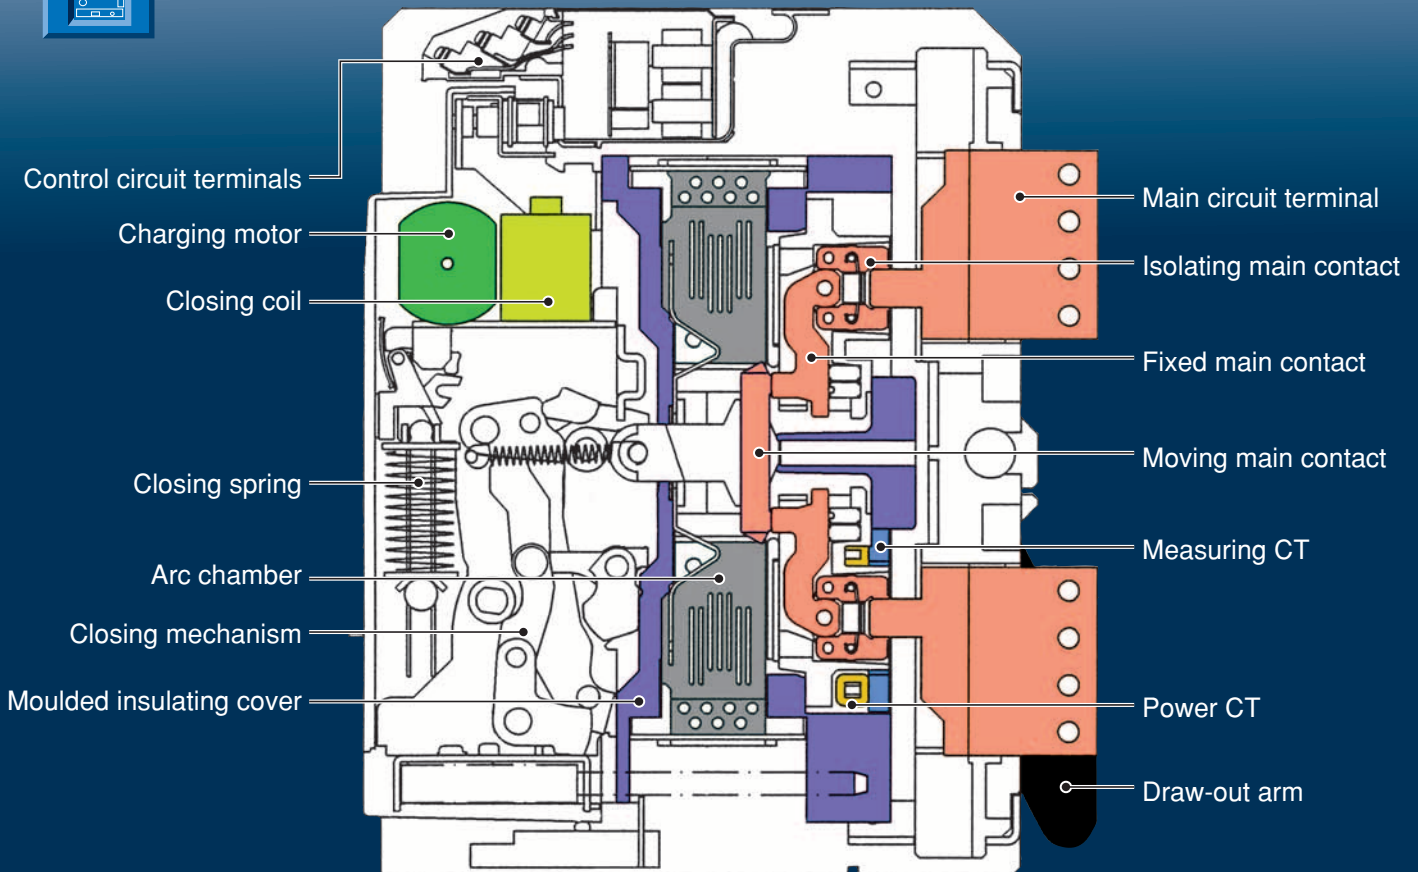 Control circuit terminals
Charging motor
Closing coil
Closing spring
Arc chamber
Closing mechanism
Moulded insulating cover
Main circuit terminal
Isolating main contact
Fixed main contact
Moving main contact
Measuring CT
Power CT
Draw-out arm